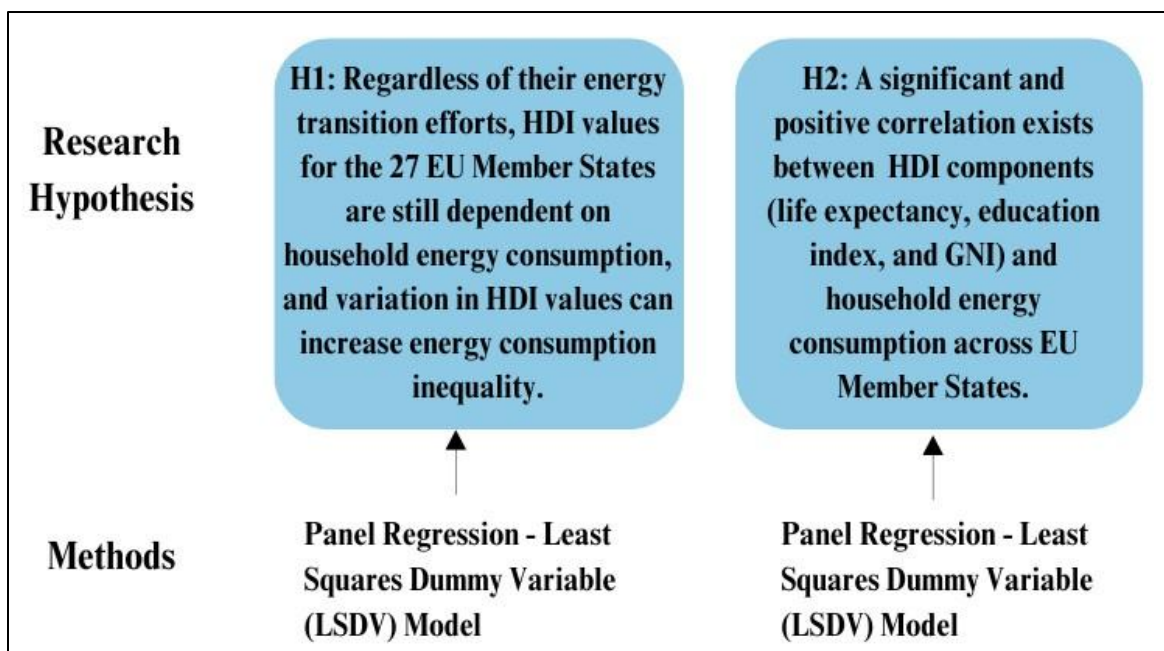 Research
Hypothesis
H1: Regardless of their energy
transition efforts, HDI values
for the 27 EU Member States
are still dependent on
household energy consumption,
and variation in HDI values can
increase energy consumption
inequality.
H2: A significant and
positive correlation exists
between HDI components
(life expectancy, education
index, and GNI) and
household energy
consumption across EU
Member States.
Methods
Panel Regression - Least
Squares Dummy Variable
(LSDV) Model
Panel Regression - Least
Squares Dummy Variable
(LSDV) Model